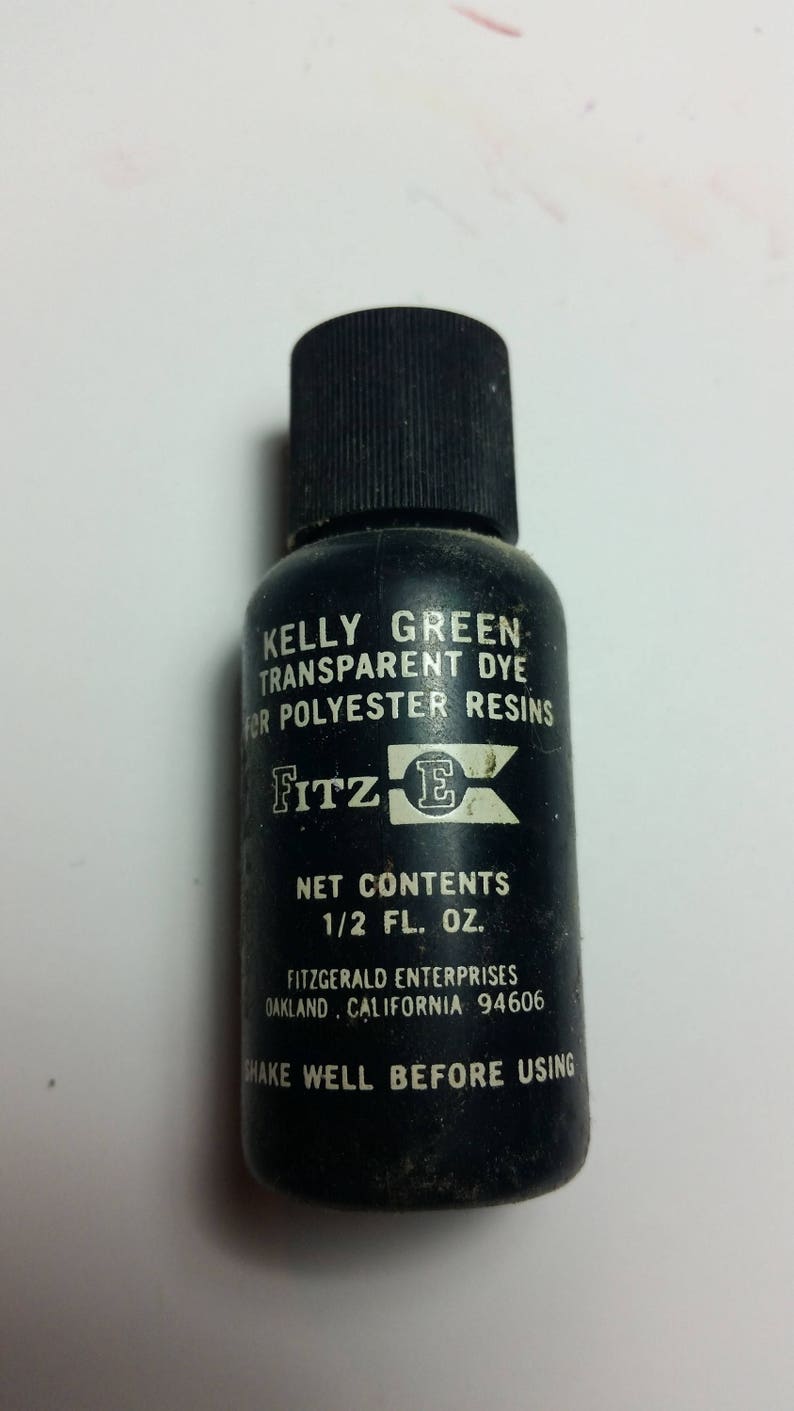 KELLY GREEN
TRANSPARENT DYE
FOR POLYESTER RESINS
FITZ E
NET CONTENTS
1/2 FL. OZ.
FITZGERALD ENTERPRISES
OAKLAND, CALIFORNIA 94606
SHAKE WELL BEFORE USING